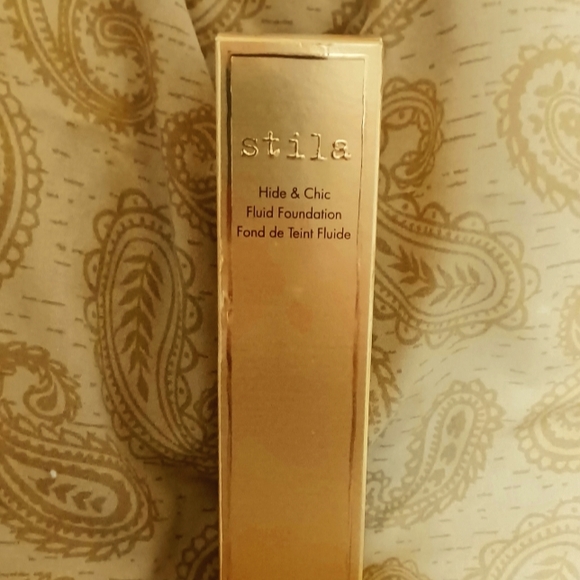 stila
Hide & Chic
Fluid Foundation
Fond de Teint Fluide